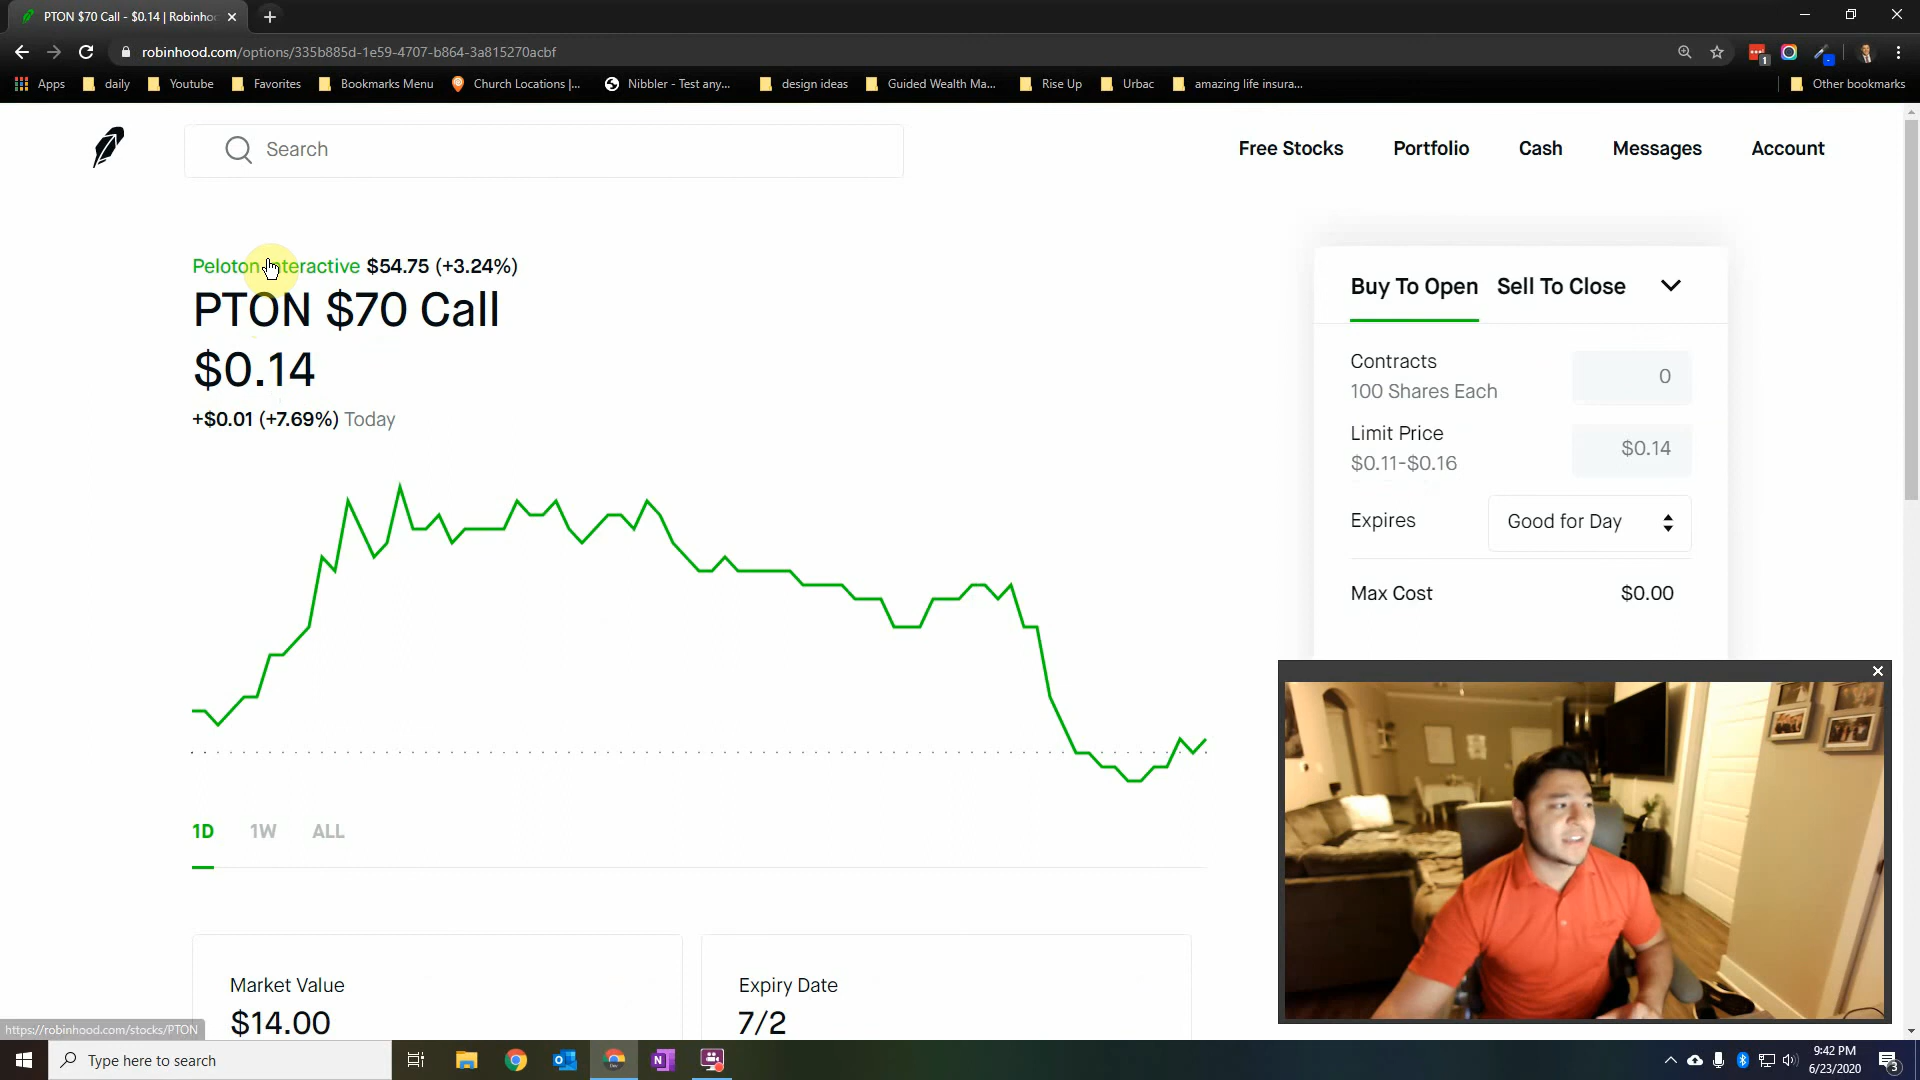 PTON $70 Call - $0.14 | Robinhoo
robinhood.com/options/335b885d-1e59-4707-b864-3a815270acbf
1
Apps
daily
Youtube
Favorites
Bookmarks Menu
Church Locations |...
Nibbler - Test any...
design ideas
Guided Wealth Ma...
Rise Up
Urbac
amazing life insura...
Other bookmarks
Search
Free Stocks
Portfolio
Cash
Messages
Account
Peloton Interactive $54.75 (+3.24%)
PTON $70 Call
$0.14
+$0.01 (+7.69%) Today
1D
1W
ALL
Market Value
$14.00
Expiry Date
7/2
Buy To Open
Sell To Close
Contracts
100 Shares Each
0
Limit Price
$0.11-$0.16
$0.14
Expires
Good for Day
Max Cost
$0.00
https://robinhood.com/stocks/PTON
Type here to search
9:42 PM
6/23/2020
3